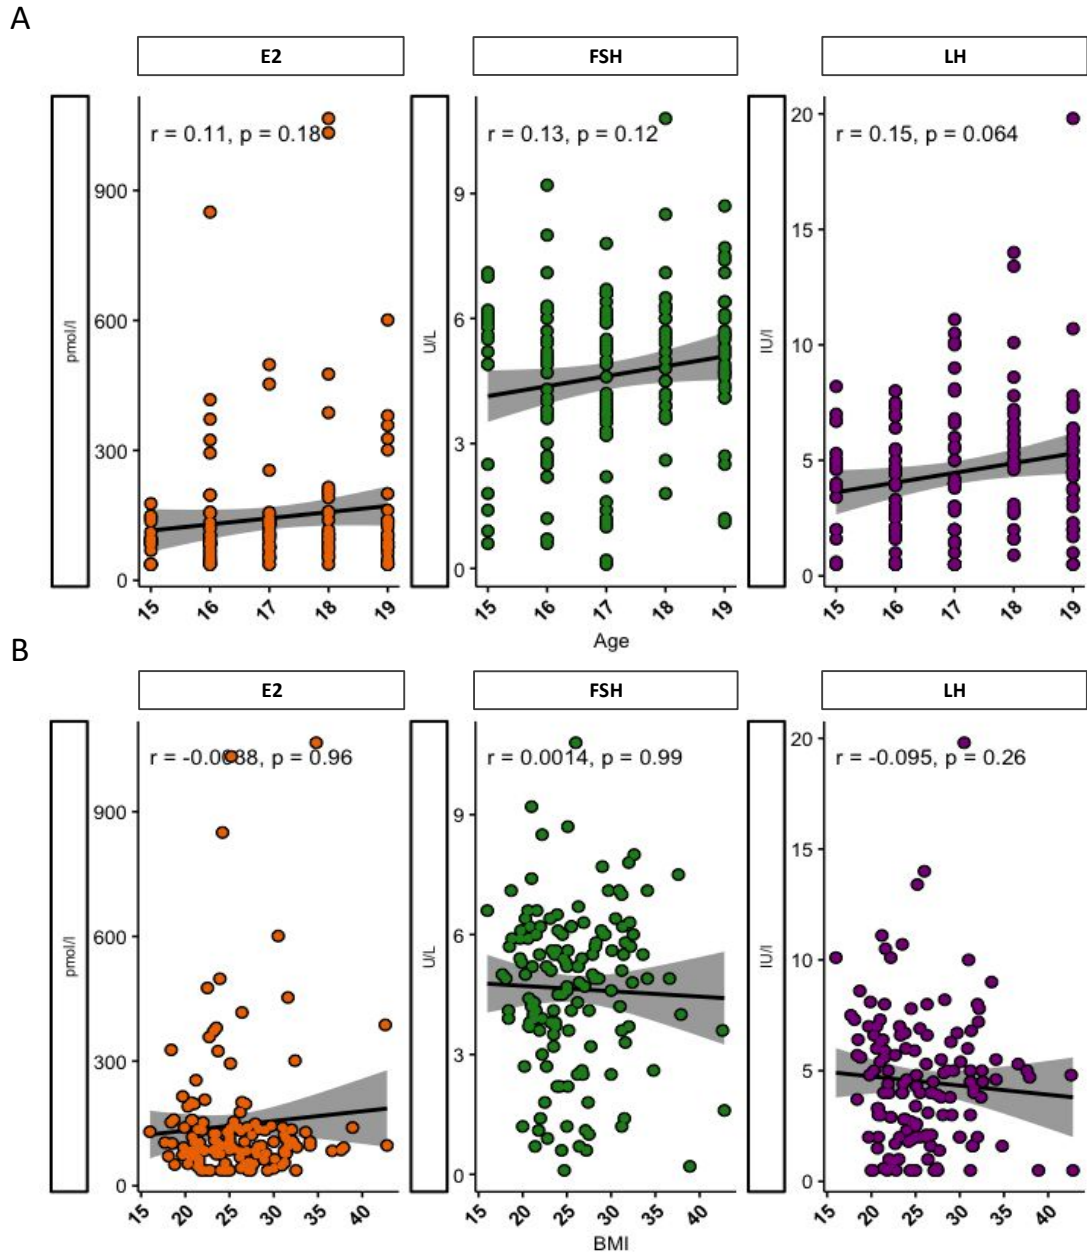 A
E2 FSH LH
r = 0.11, p = 0.18
r = 0.13, p = 0.12
r = 0.15, p = 0.064
pmol/l
900
600
300
0
15 16 17 18 19
U/L
9
6
3
0
15 16 17 18 19
IU/l
20
15
10
5
0
15 16 17 18 19
Age
B
E2 FSH LH
r = -0.0038, p = 0.96
r = 0.0014, p = 0.99
r = -0.095, p = 0.26
pmol/l
900
600
300
0
15 20 25 30 35 40
U/L
9
6
3
0
15 20 25 30 35 40
IU/l
20
15
10
5
0
15 20 25 30 35 40
BMI